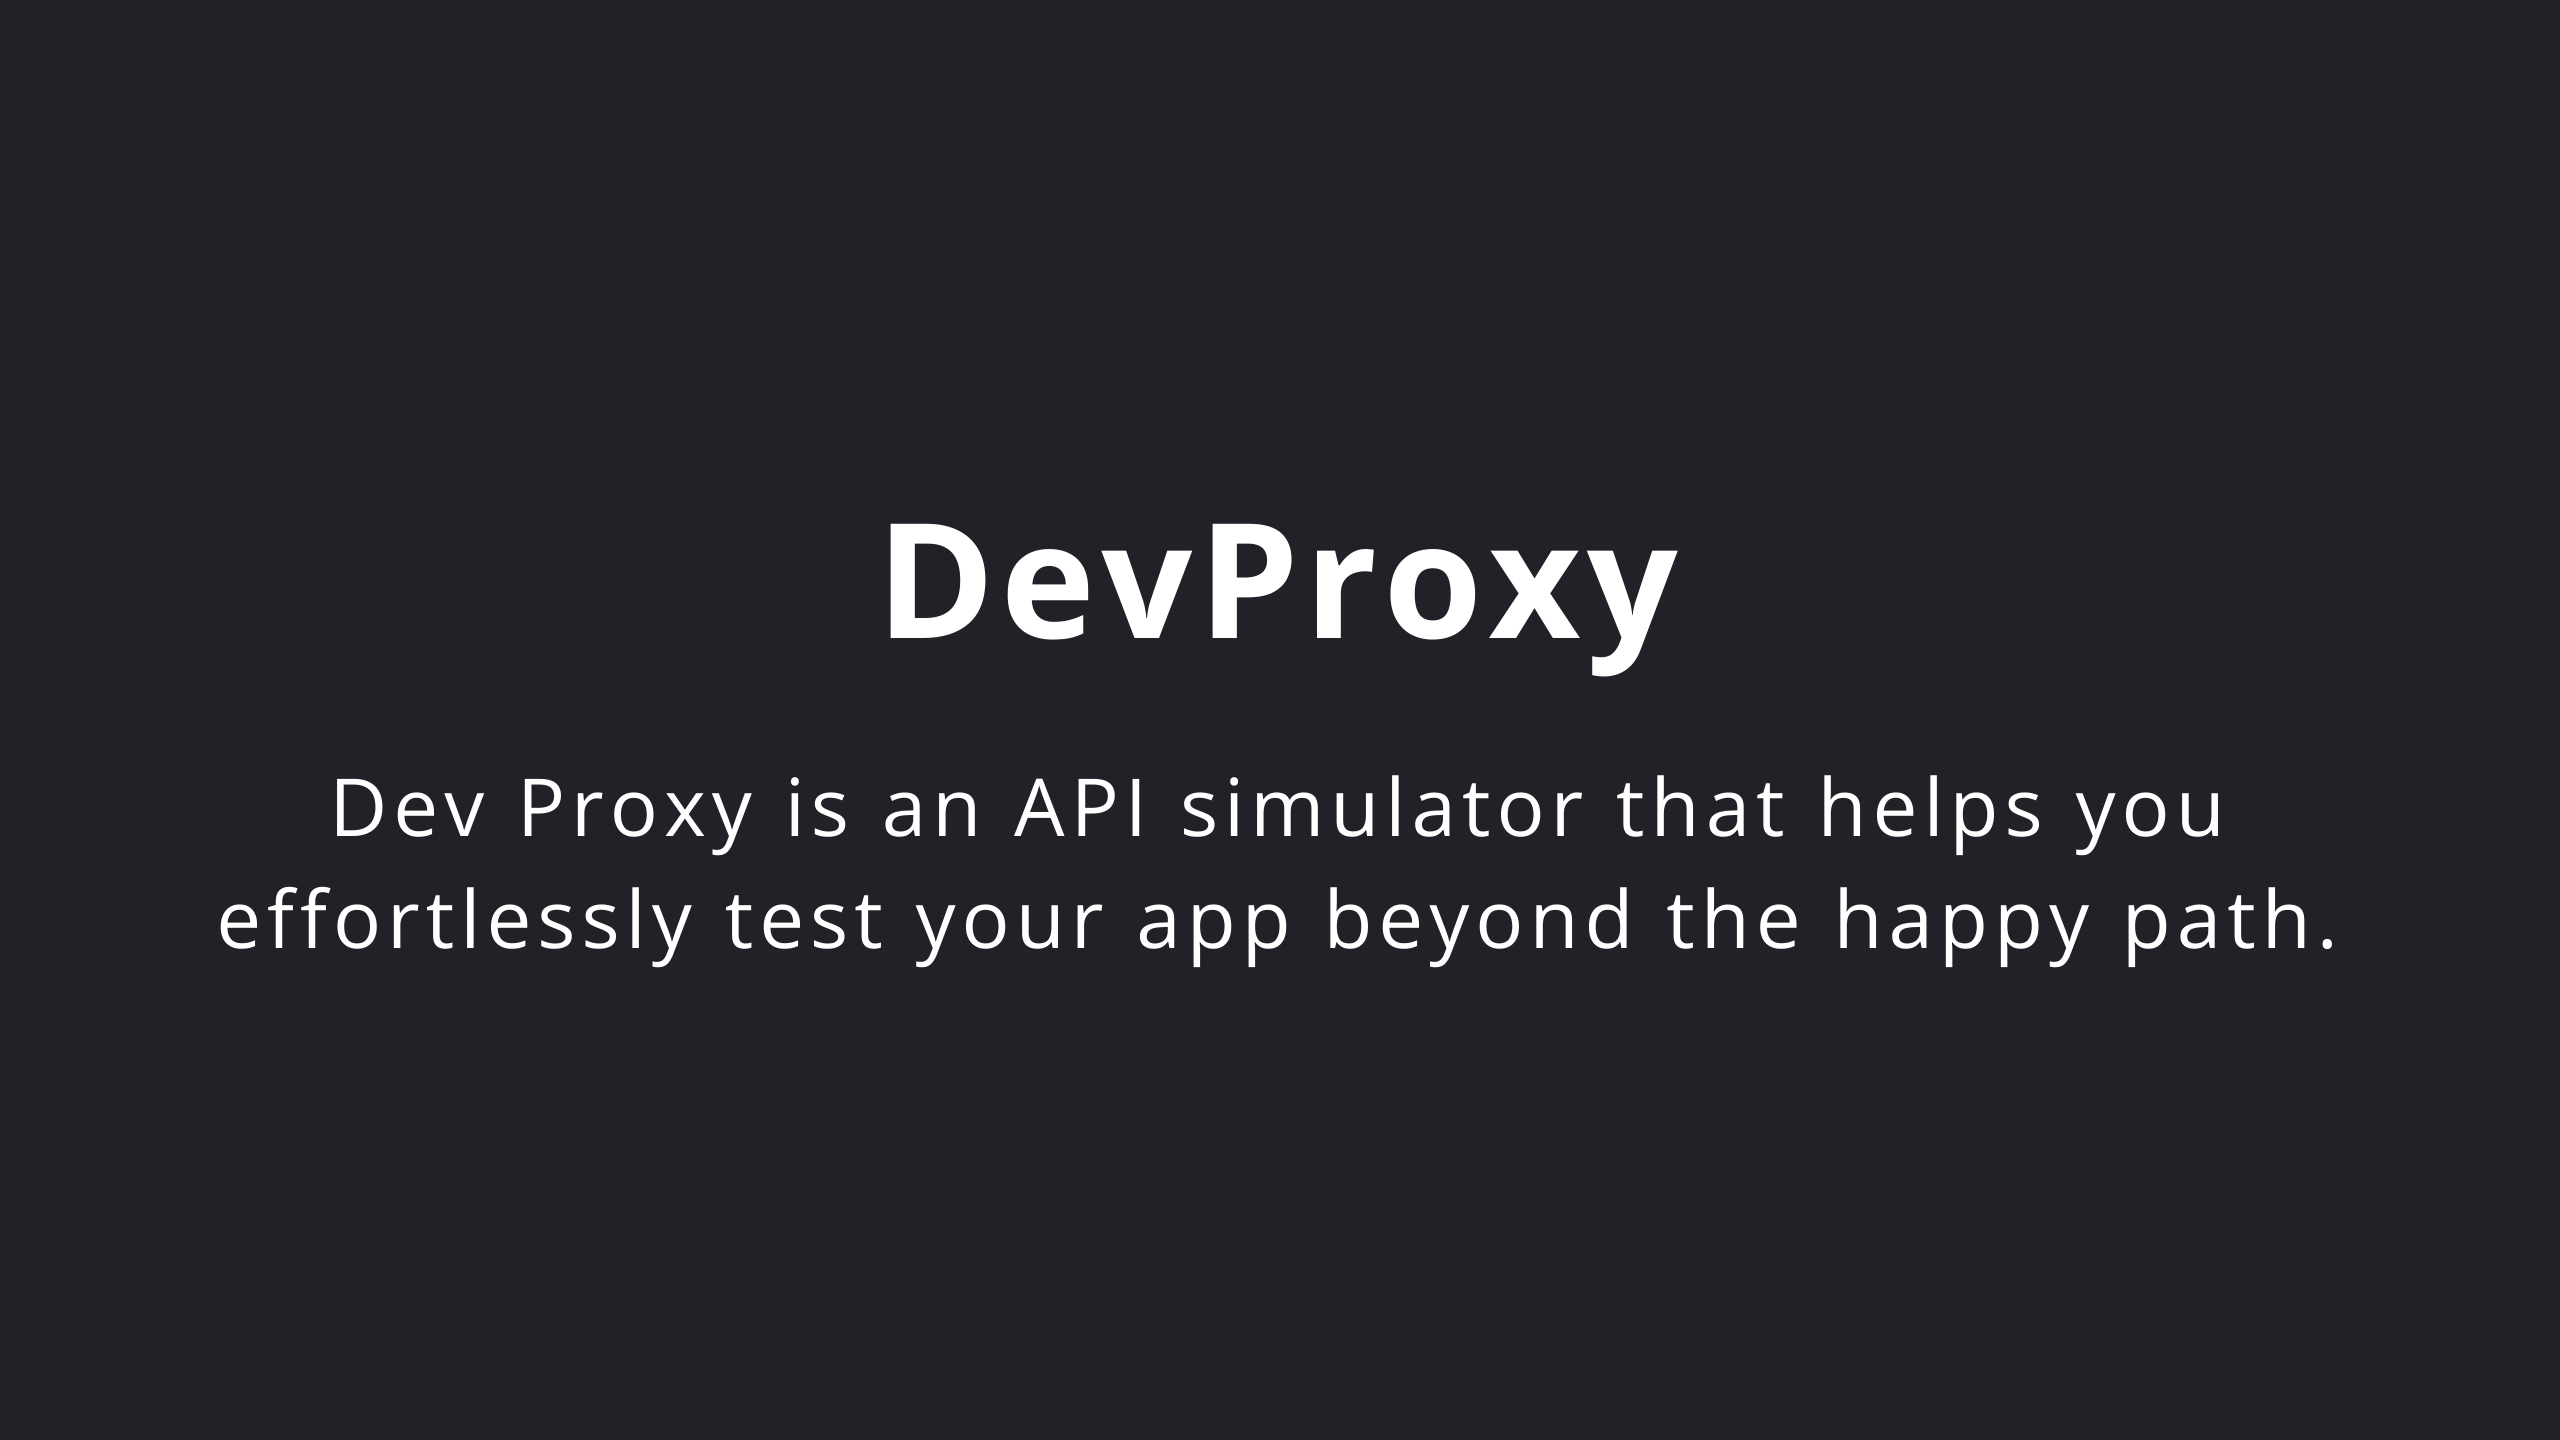 DevProxy
Dev Proxy is an API simulator that helps you
effortlessly test your app beyond the happy path.